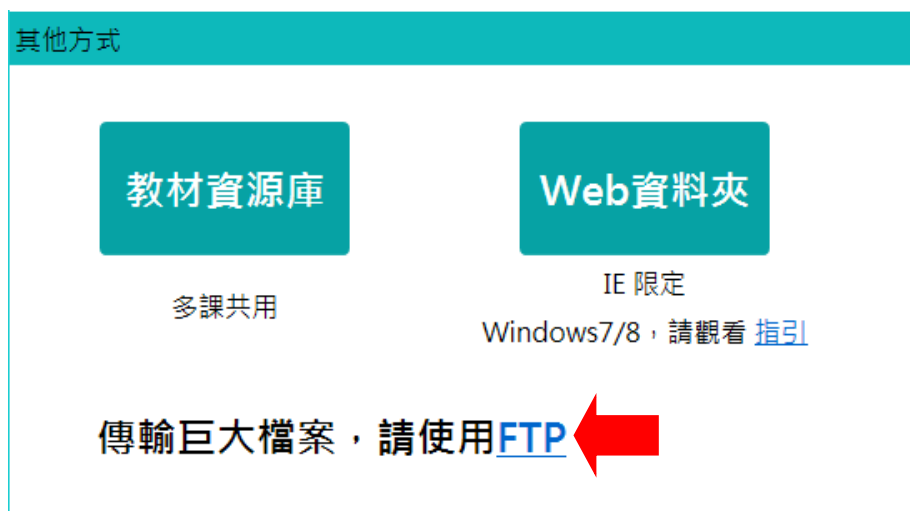 其他方式
教材資源庫
Web資料夾
多課共用
IE 限定
Windows7/8，請觀看 指引
傳輸巨大檔案，請使用FTP